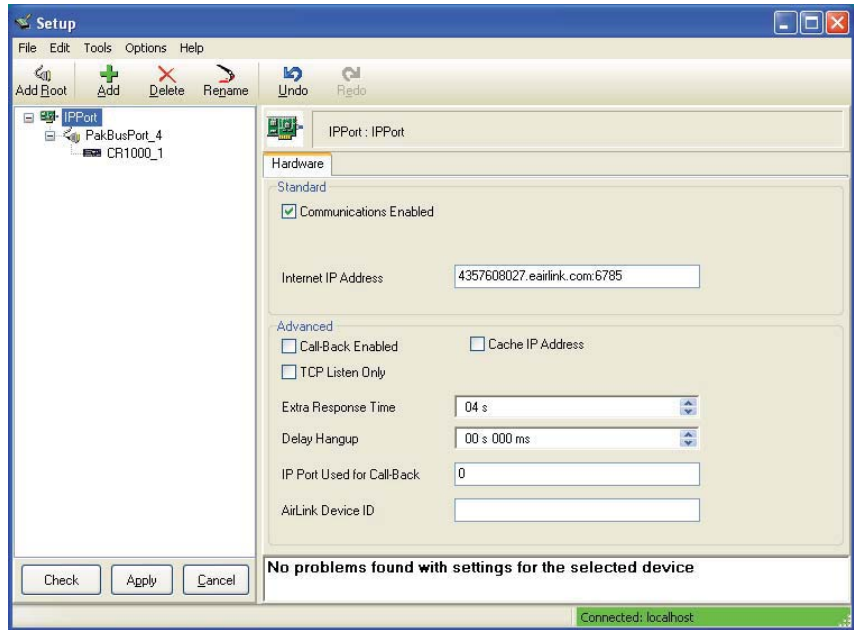 Setup
File Edit Tools Options Help
Add Root Add Delete Rename Undo Redo
IPPort
PakBusPort_4
CR1000_1
IPPort : IPPort
Hardware
Standard
Communications Enabled
Internet IP Address 4357608027.eairlink.com:6785
Advanced
Call-Back Enabled Cache IP Address
TCP Listen Only
Extra Response Time 04 s
Delay Hangup 00 s 000 ms
IP Port Used for Call-Back 0
AirLink Device ID
Check Apply Cancel
No problems found with settings for the selected device
Connected: localhost